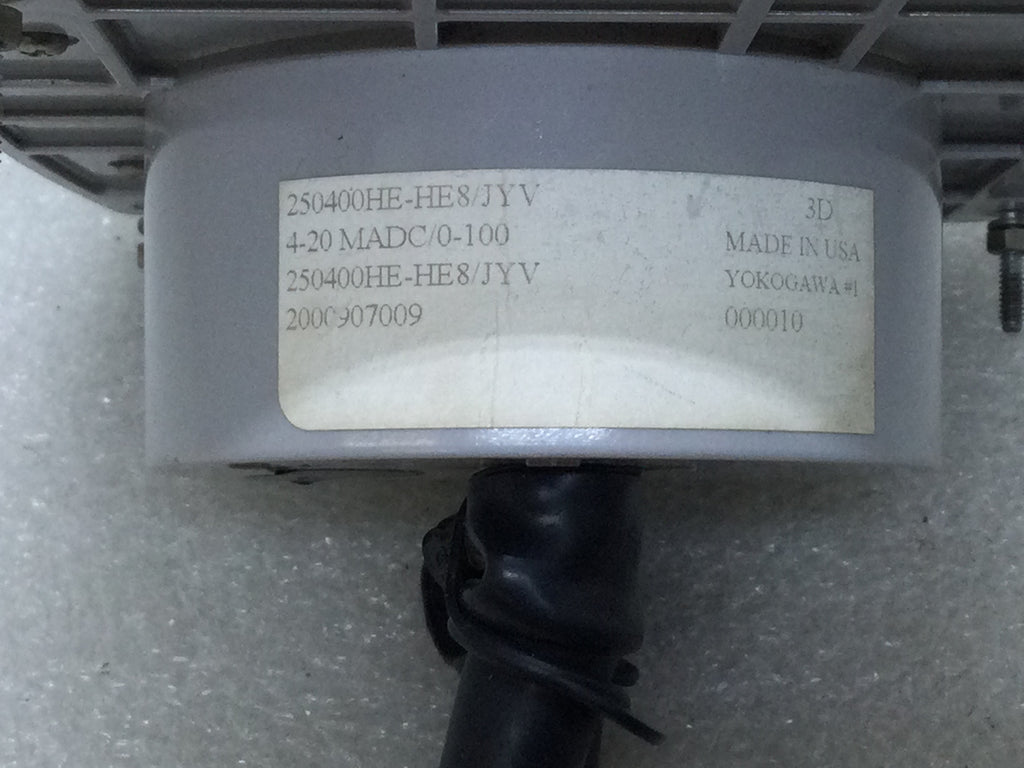 250400HE-HE8/JYV 3D
4-20 MADC/0-100 MADE IN USA
250400HE-HE8/JYV YOKOGAWA #1
2000907009 000010